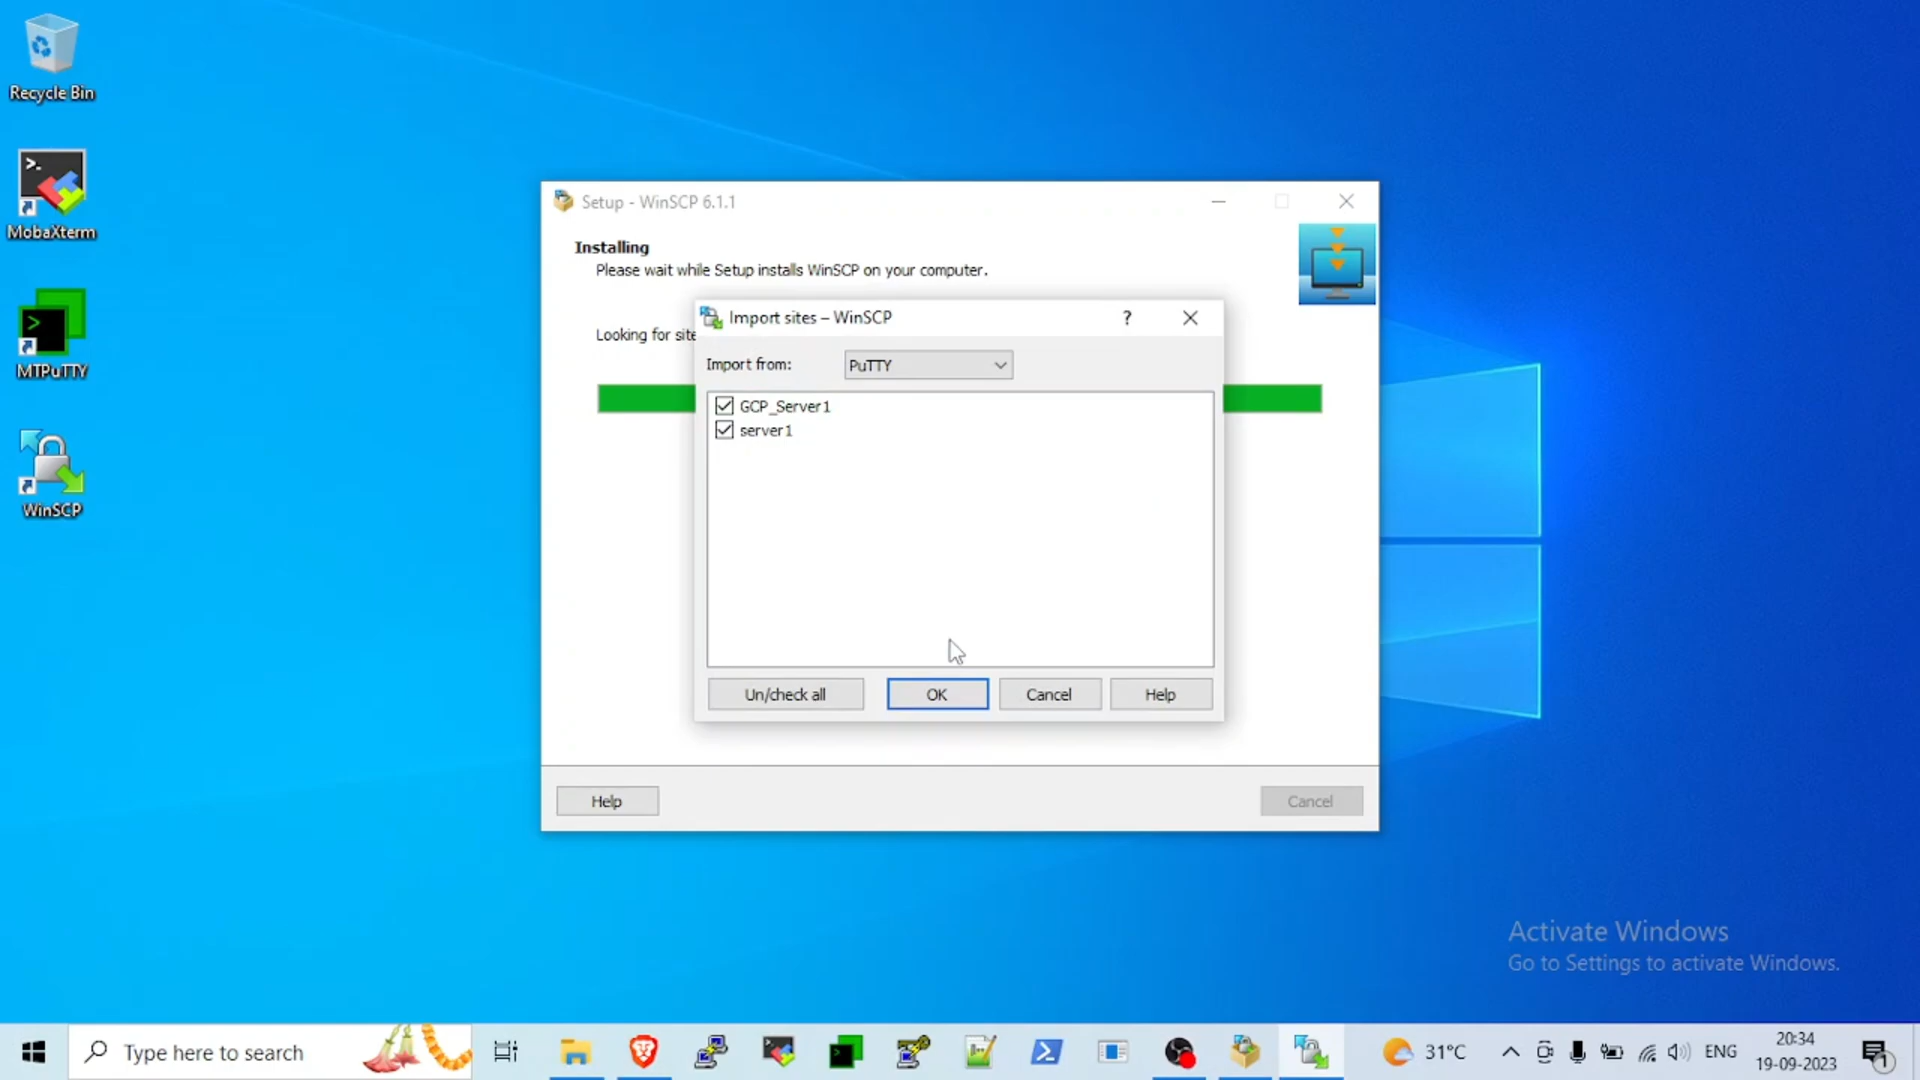 Recycle Bin
MobaXterm
MTPuTTY
WinSCP
Setup - WinSCP 6.1.1
Installing
Please wait while Setup installs WinSCP on your computer.
Looking for site
Import sites – WinSCP
?
Import from:
PuTTY
GCP_Server1
server1
Un/check all
OK
Cancel
Help
Help
Cancel
Activate Windows
Go to Settings to activate Windows.
Type here to search
31°C
ENG
20:34
19-09-2023
1